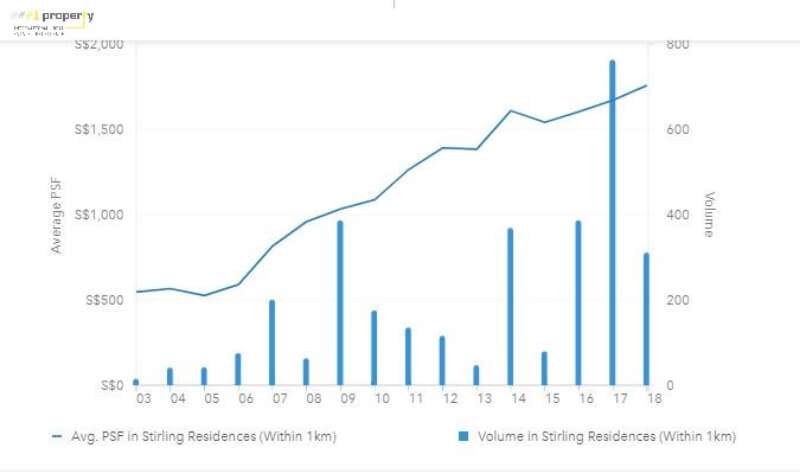 property
S$2,000
800
S$1,500
600
S$1,000
400
S$500
200
S$0
0
Average PSF
Volume
03 04 05 06 07 08 09 10 11 12 13 14 15 16 17 18
Avg. PSF in Stirling Residences (Within 1km)
Volume in Stirling Residences (Within 1km)